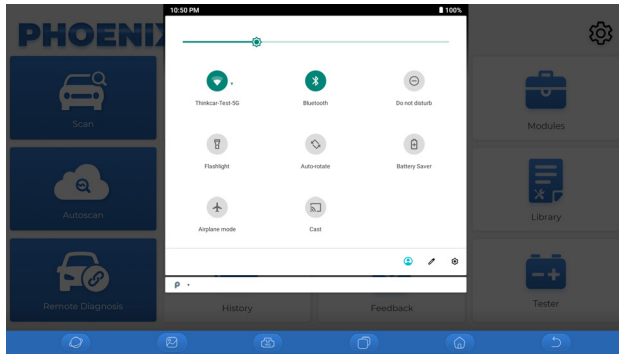 10:50 PM 100%
PHOENIX
Thinkcar-Test-5G Bluetooth Do not disturb
Scan Modules
Flashlight Auto-rotate Battery Saver
Autoscan Library
Airplane mode Cast
Remote Diagnosis History Feedback Tester